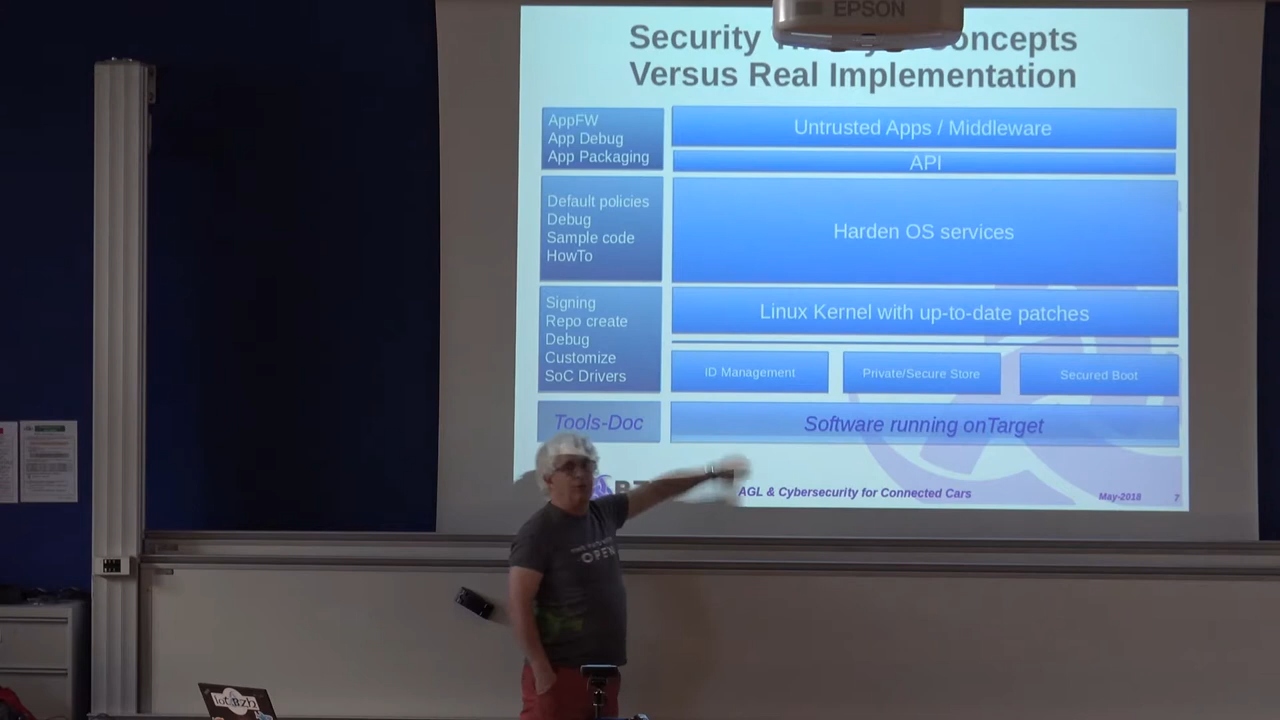 EPSON
Security
oncepts
Versus Real Implementation
AppFW
App Debug
App Packaging
Untrusted Apps / Middleware
API
Default policies
Debug
Sample code
HowTo
Harden OS services
Signing
Repo create
Debug
Customize
SoC Drivers
Linux Kernel with up-to-date patches
ID Management
Private/Secure Store
Secured Boot
Tools-Doc
Software running onTarget
AGL & Cybersecurity for Connected Cars
May-2018
7
OPEN